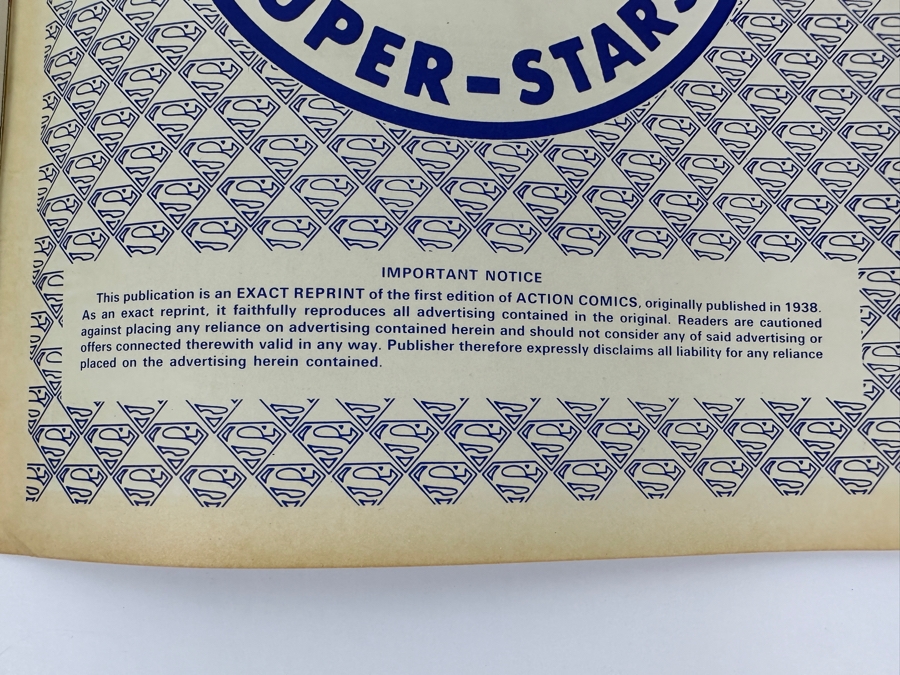 SUPER-STARS
IMPORTANT NOTICE
This publication is an EXACT REPRINT of the first edition of ACTION COMICS, originally published in 1938.
As an exact reprint, it faithfully reproduces all advertising contained in the original. Readers are cautioned
against placing any reliance on advertising contained herein and should not consider any of said advertising or
offers connected therewith valid in any way. Publisher therefore expressly disclaims all liability for any reliance
placed on the advertising herein contained.